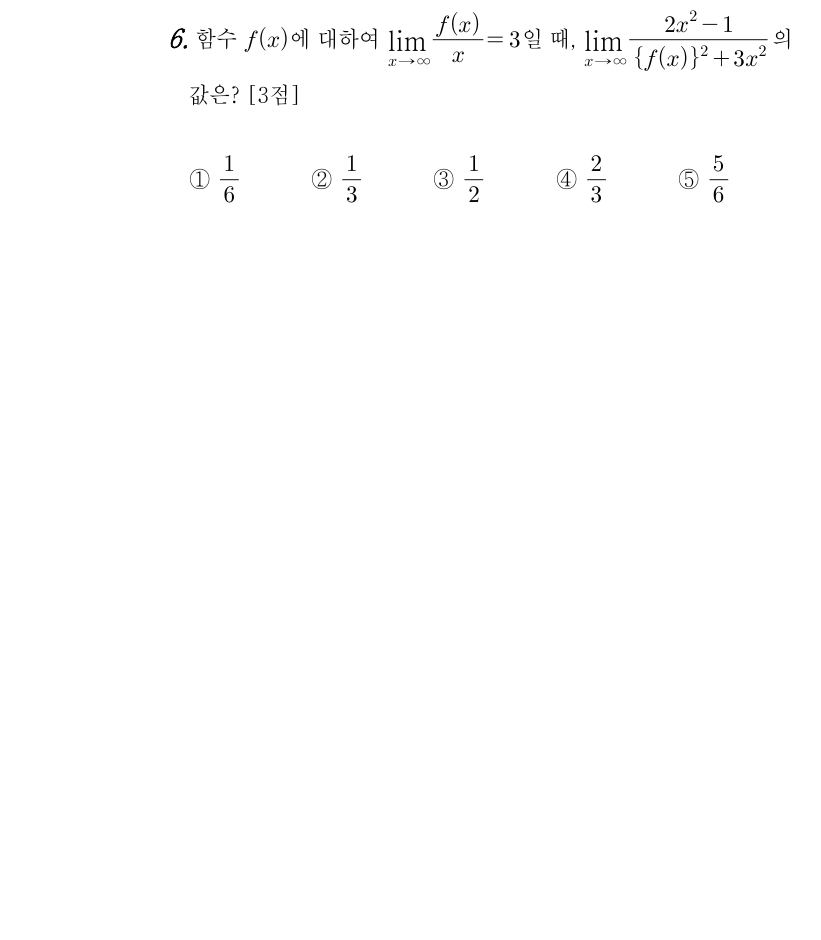 6. 함수 $f(x)$에 대하여 $\lim_{x \to \infty} \frac{f(x)}{x} = 3$일 때, $\lim_{x \to \infty} \frac{2x^2 - 1}{\{f(x)\}^2 + 3x^2}$의
값은? [3점]
① $\frac{1}{6}$ ② $\frac{1}{3}$ ③ $\frac{1}{2}$ ④ $\frac{2}{3}$ ⑤ $\frac{5}{6}$